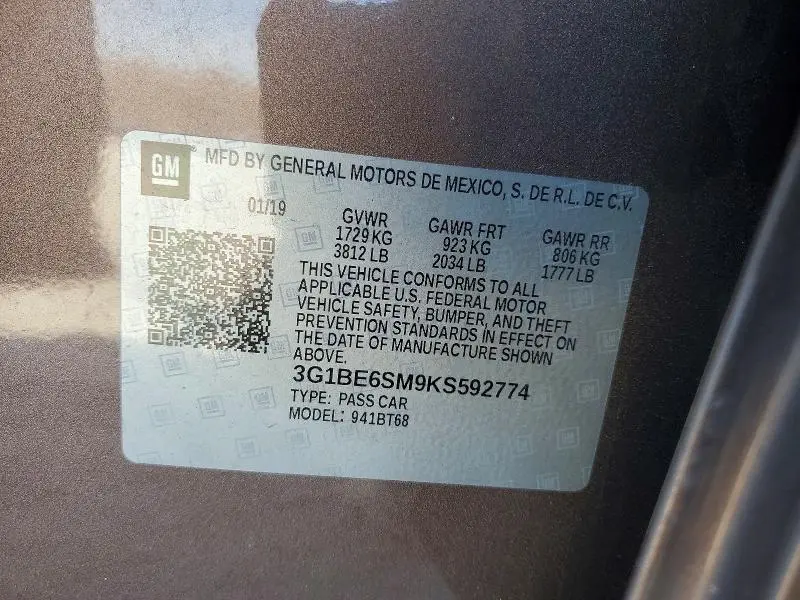 GM MFD BY GENERAL MOTORS DE MEXICO, S. DE R.L. DE C.V.
01/19 GVWR GAWR FRT GAWR RR
1729 KG 923 KG 806 KG
3812 LB 2034 LB 1777 LB
THIS VEHICLE CONFORMS TO ALL
APPLICABLE U.S. FEDERAL MOTOR
VEHICLE SAFETY, BUMPER, AND THEFT
PREVENTION STANDARDS IN EFFECT ON
THE DATE OF MANUFACTURE SHOWN
ABOVE.
3G1BE6SM9KS592774
TYPE: PASS CAR
MODEL: 941BT68